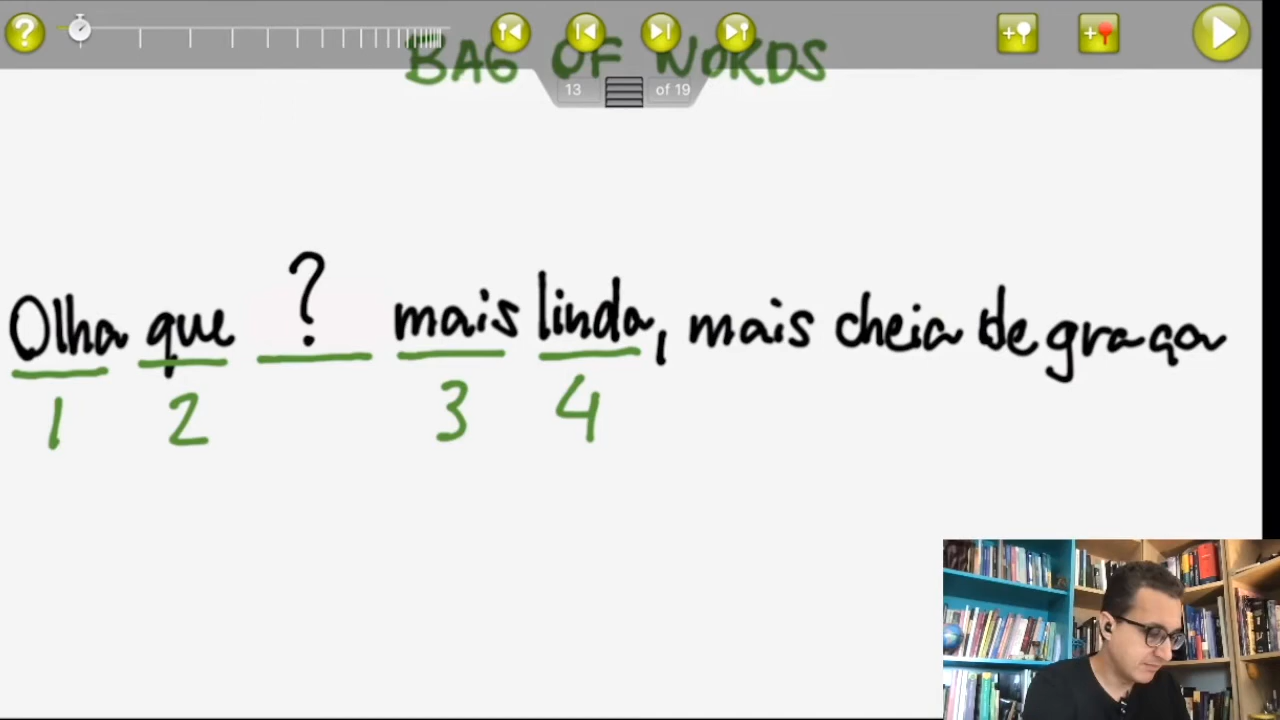 ?
BAG OF WORDS
13 of 19
Olha que ? mais linda, mais cheia de graça
1 2 3 4